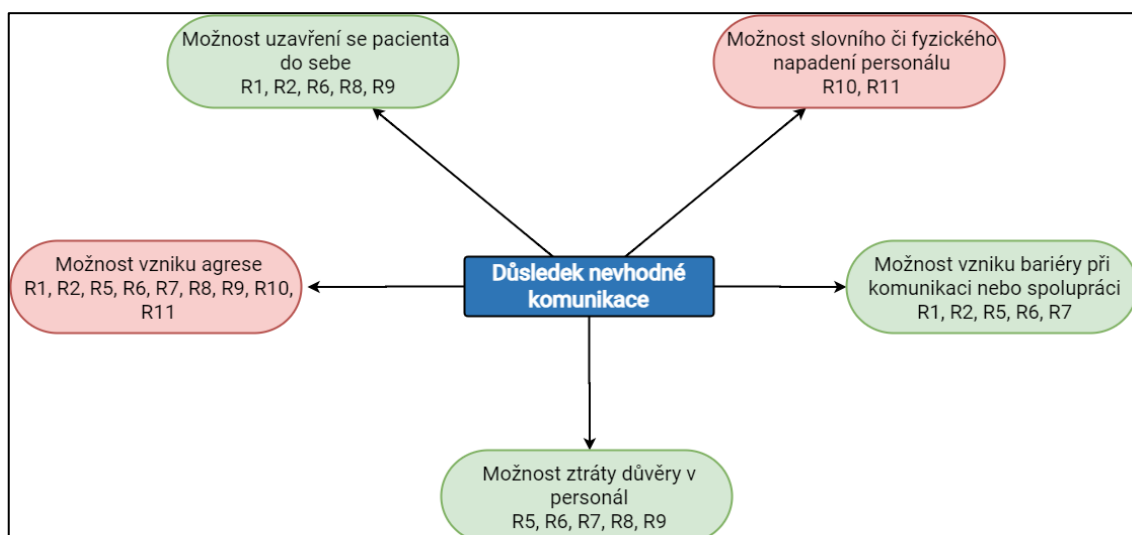 Možnost uzavření se pacienta
do sebe
R1, R2, R6, R8, R9
Možnost slovního či fyzického
napadení personálu
R10, R11
Možnost vzniku agrese
R1, R2, R5, R6, R7, R8, R9, R10,
R11
Důsledek nevhodné
komunikace
Možnost vzniku bariéry při
komunikaci nebo spolupráci
R1, R2, R5, R6, R7
Možnost ztráty důvěry v
personál
R5, R6, R7, R8, R9